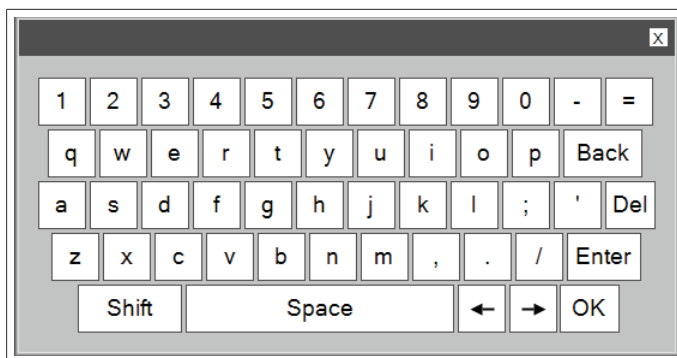 X
1 2 3 4 5 6 7 8 9 0 - =
q w e r t y u i o p Back
a s d f g h j k l ; ' Del
z x c v b n m , . / Enter
Shift Space ← → OK